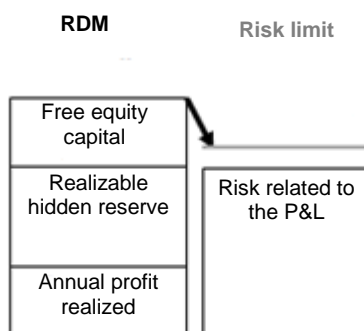 RDM
Risk limit
Free equity
capital
Realizable
hidden reserve
Risk related to
the P&L
Annual profit
realized